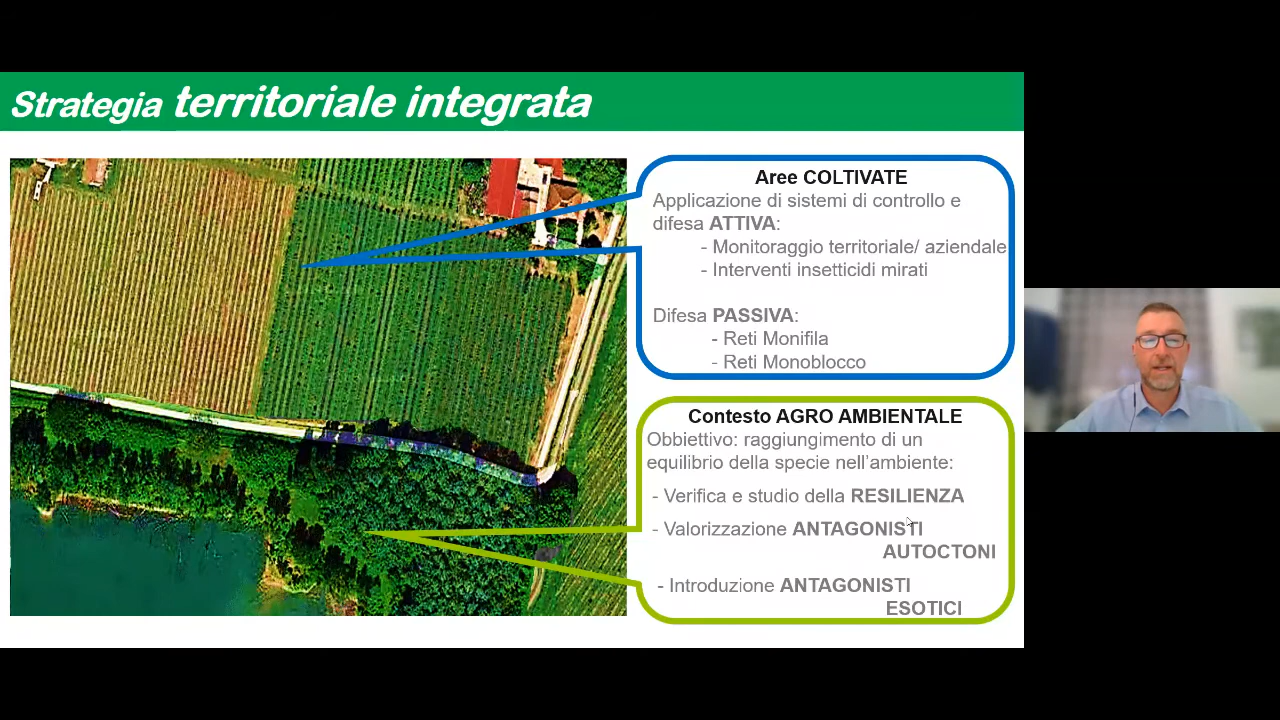 Strategia territoriale integrata
Aree COLTIVATE
Applicazione di sistemi di controllo e
difesa ATTIVA:
- Monitoraggio territoriale/ aziendale
- Interventi insetticidi mirati
Difesa PASSIVA:
- Reti Monifila
- Reti Monoblocco
Contesto AGRO AMBIENTALE
Obbiettivo: raggiungimento di un
equilibrio della specie nell’ambiente:
- Verifica e studio della RESILIENZA
- Valorizzazione ANTAGONISTI
AUTOCTONI
- Introduzione ANTAGONISTI
ESOTICI